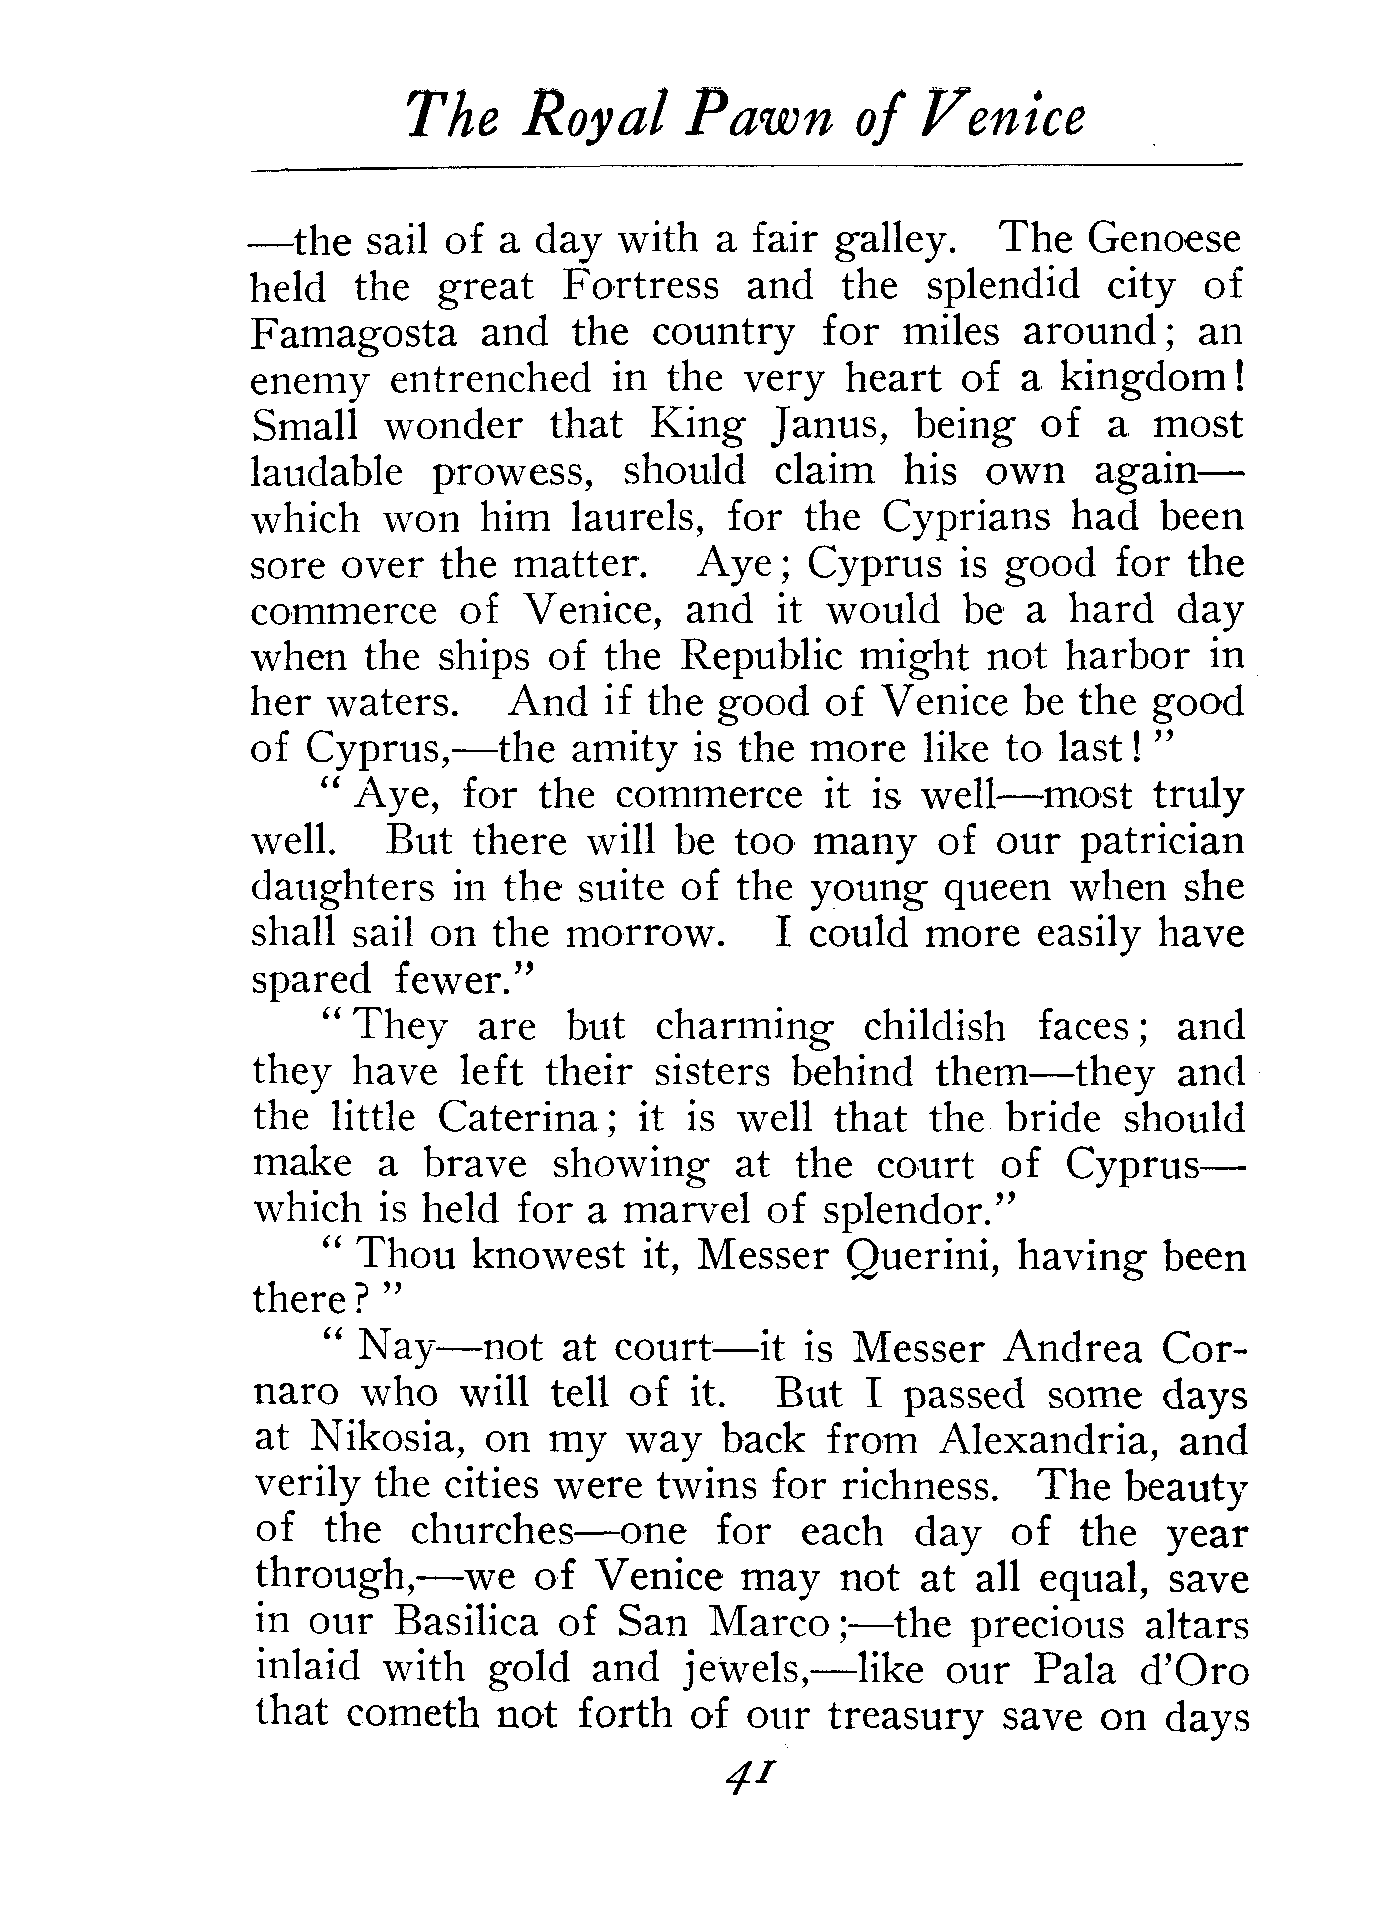 The Royal Pawn of Venice
—the sail of a day with a fair galley. The Genoese
held the great Fortress and the splendid city of
Famagosta and the country for miles around; an
enemy entrenched in the very heart of a kingdom!
Small wonder that King Janus, being of a most
laudable prowess, should claim his own again—
which won him laurels, for the Cyprians had been
sore over the matter. Aye; Cyprus is good for the
commerce of Venice, and it would be a hard day
when the ships of the Republic might not harbor in
her waters. And if the good of Venice be the good
of Cyprus,—the amity is the more like to last!"
"Aye, for the commerce it is well—most truly
well. But there will be too many of our patrician
daughters in the suite of the young queen when she
shall sail on the morrow. I could more easily have
spared fewer."
"They are but charming childish faces; and
they have left their sisters behind them—they and
the little Caterina; it is well that the bride should
make a brave showing at the court of Cyprus—
which is held for a marvel of splendor."
"Thou knowest it, Messer Querini, having been
there?"
"Nay—not at court—it is Messer Andrea Cor-
naro who will tell of it. But I passed some days
at Nikosia, on my way back from Alexandria, and
verily the cities were twins for richness. The beauty
of the churches—one for each day of the year
through,—we of Venice may not at all equal, save
in our Basilica of San Marco;—the precious altars
inlaid with gold and jewels,—like our Pala d'Oro
that cometh not forth of our treasury save on days
41